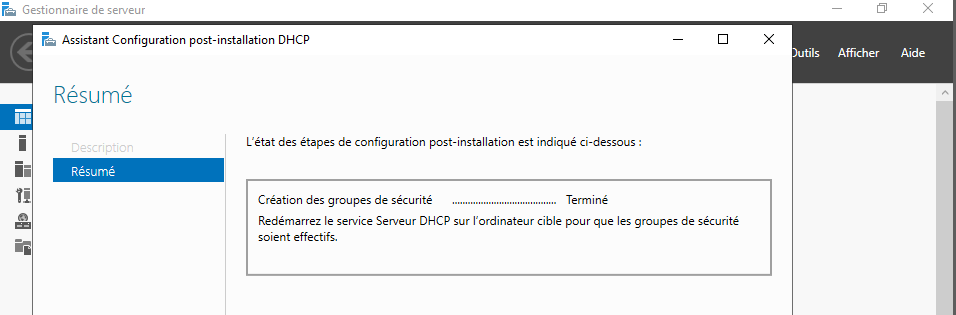 Gestionnaire de serveur
Assistant Configuration post-installation DHCP
Outils Afficher Aide
Résumé
Description
Résumé
L'état des étapes de configuration post-installation est indiqué ci-dessous :
Création des groupes de sécurité ........................................ Terminé
Redémarrez le service Serveur DHCP sur l'ordinateur cible pour que les groupes de sécurité
soient effectifs.